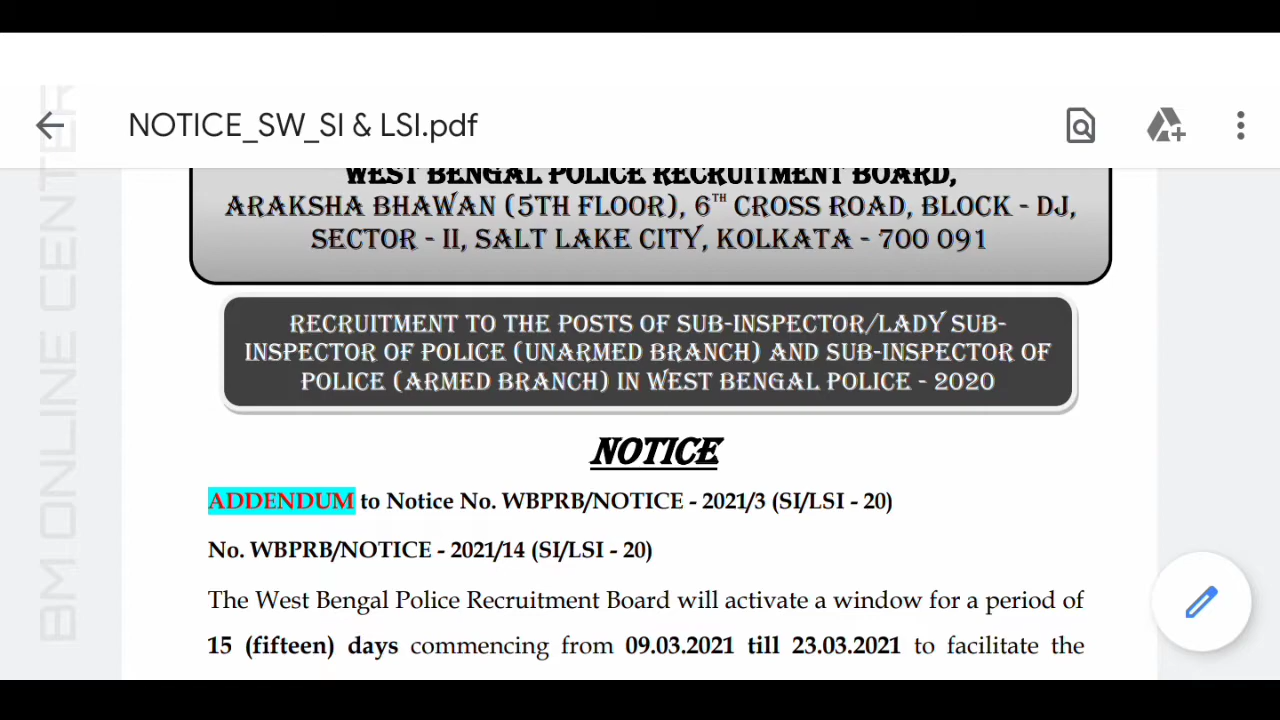 NOTICE_SW_SI & LSI.pdf
WEST BENGAL POLICE RECRUITMENT BOARD,
ARAKSHA BHAWAN (5TH FLOOR), 6TH CROSS ROAD, BLOCK - DJ,
SECTOR - II, SALT LAKE CITY, KOLKATA - 700 091
RECRUITMENT TO THE POSTS OF SUB-INSPECTOR/LADY SUB-
INSPECTOR OF POLICE (UNARMED BRANCH) AND SUB-INSPECTOR OF
POLICE (ARMED BRANCH) IN WEST BENGAL POLICE - 2020
NOTICE
ADDENDUM to Notice No. WBPRB/NOTICE - 2021/3 (SI/LSI - 20)
No. WBPRB/NOTICE - 2021/14 (SI/LSI - 20)
The West Bengal Police Recruitment Board will activate a window for a period of
15 (fifteen) days commencing from 09.03.2021 till 23.03.2021 to facilitate the
BM ONLINE CENTER